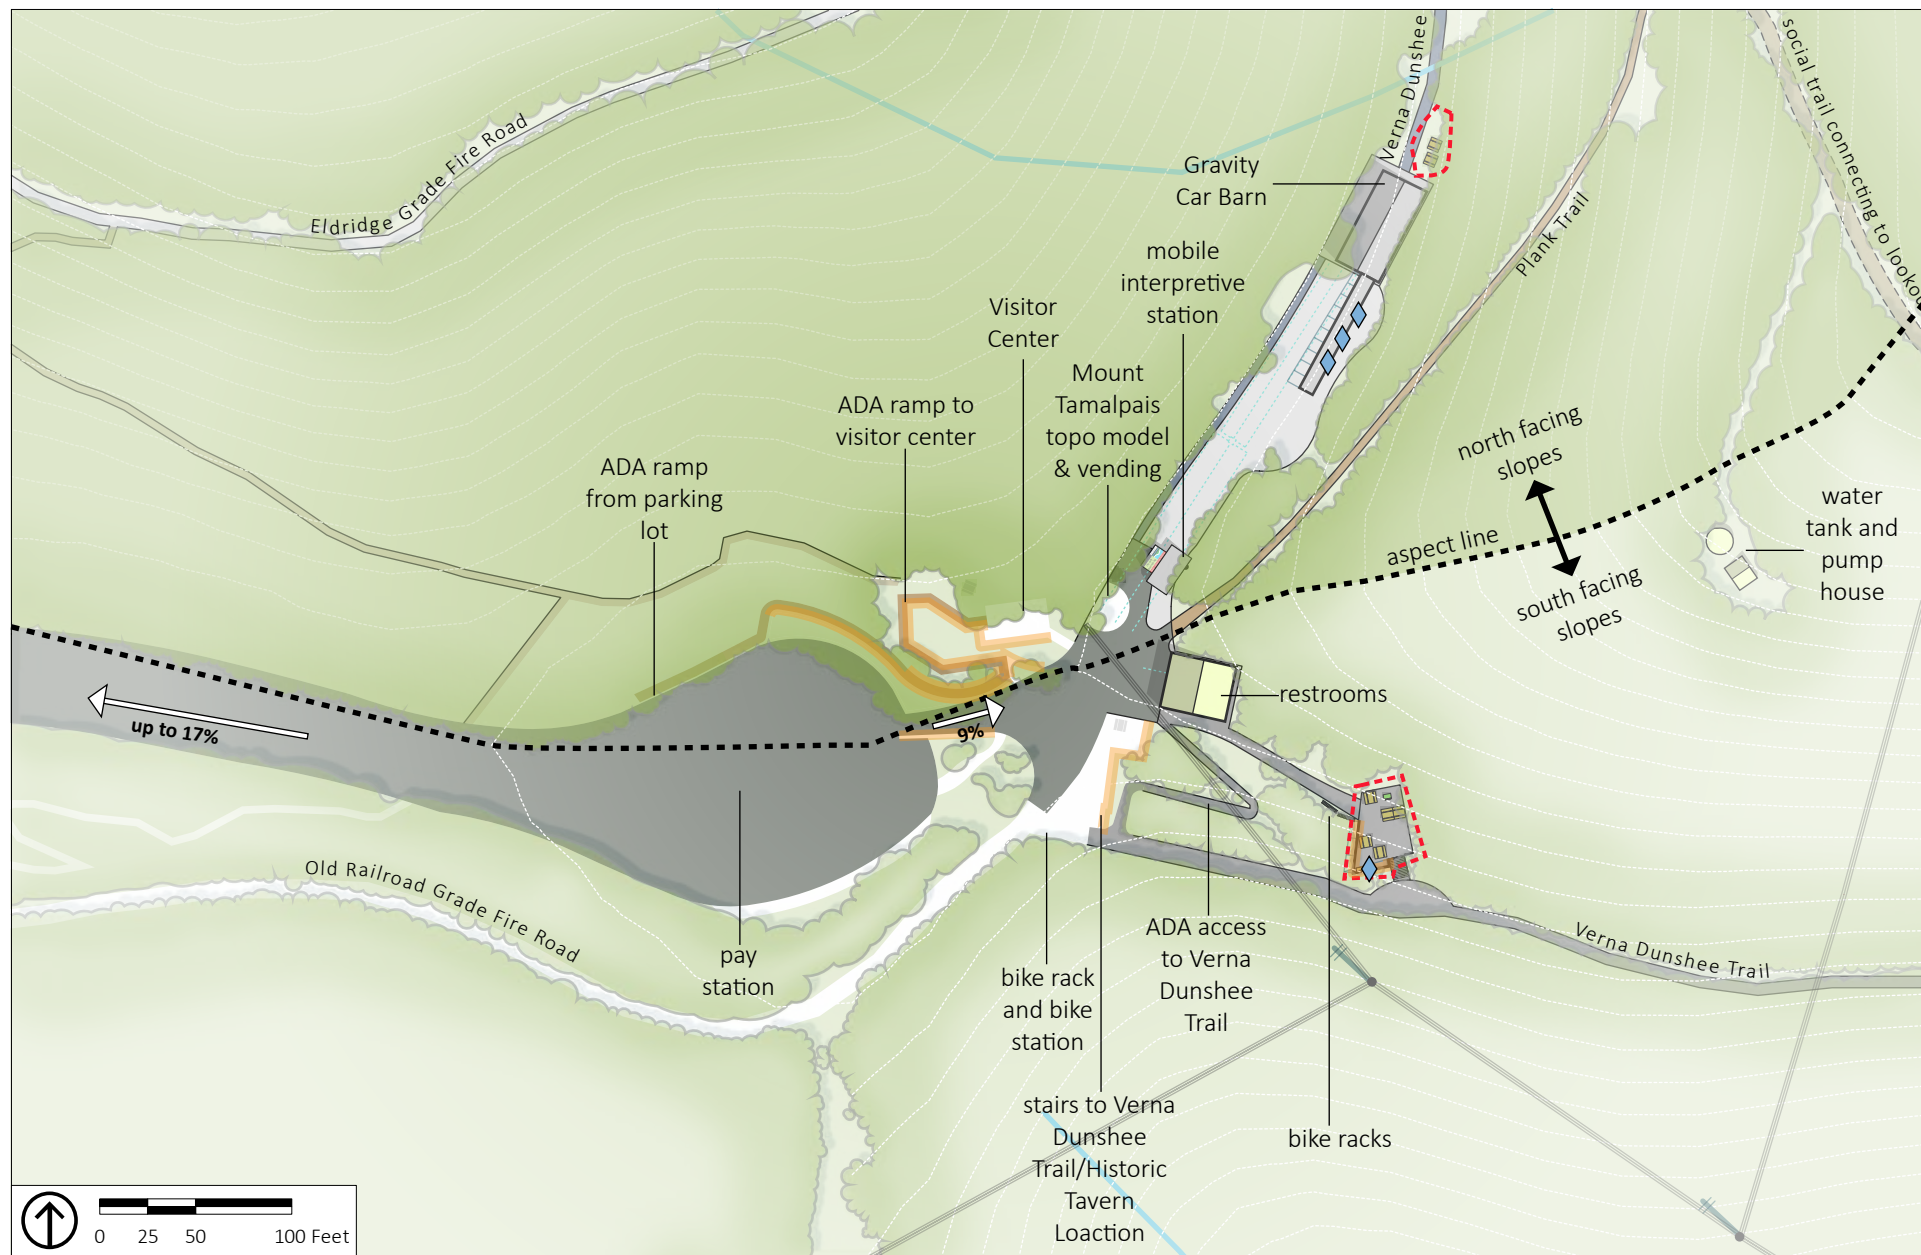 Verna Dunshee
social trail connecting to lookou
Eldridge Grade Fire Road
Gravity
Car Barn
Plank Trail
mobile
interpretive
station
Visitor
Center
Mount
Tamalpais
topo model
& vending
ADA ramp to
visitor center
ADA ramp
from parking
lot
north facing
slopes
aspect line
south facing
slopes
water
tank and
pump
house
restrooms
up to 17%
9%
Old Railroad Grade Fire Road
pay
station
bike rack
and bike
station
ADA access
to Verna
Dunshee
Trail
Verna Dunshee Trail
stairs to Verna
Dunshee
Trail/Historic
Tavern
Loaction
bike racks
0 25 50 100 Feet